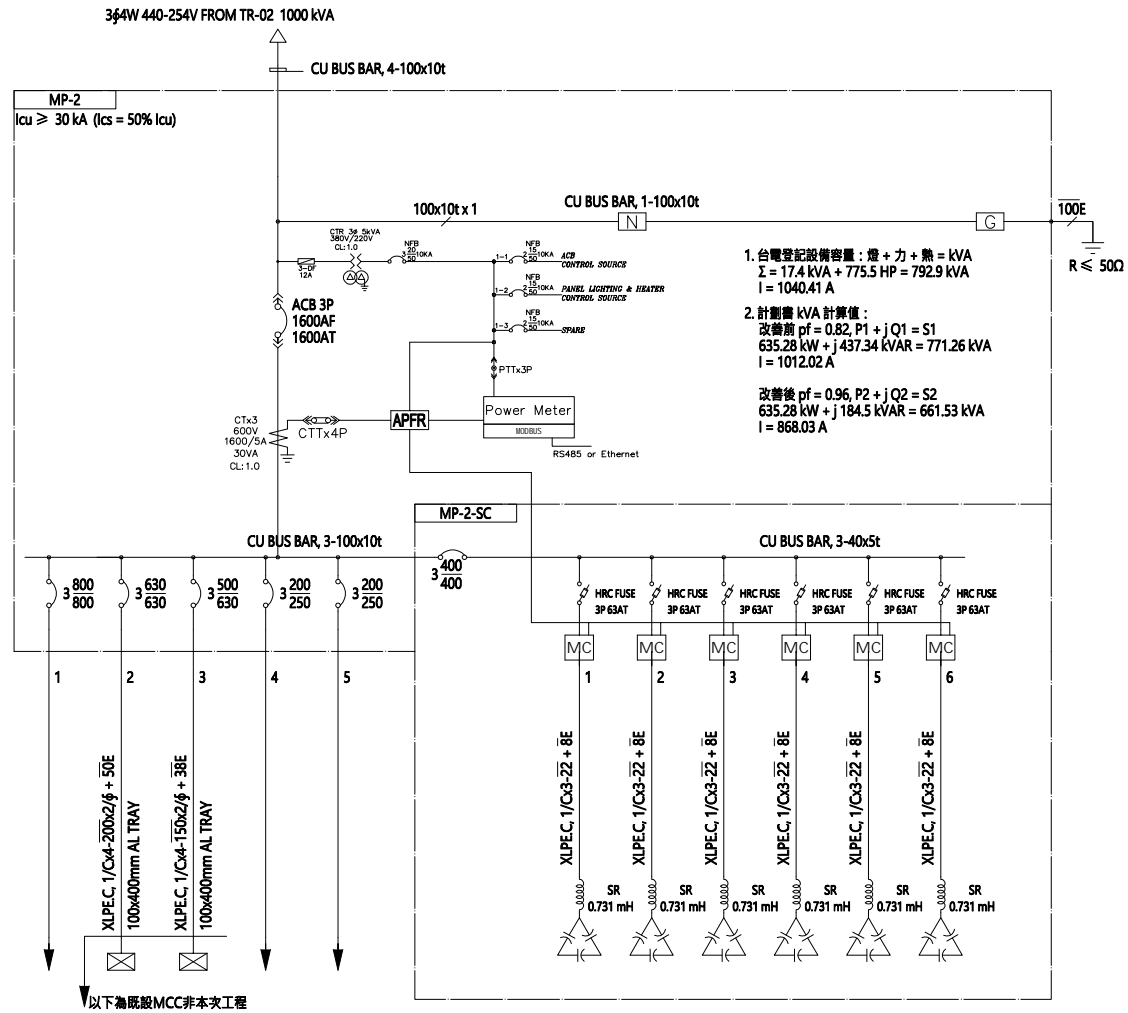 3∮4W 440-254V FROM TR-02 1000 kVA
CU BUS BAR, 4-100x10t
MP-2
Icu ≥ 30 kA (Ics = 50% Icu)
100x10t x 1
CU BUS BAR, 1-100x10t
N
G
100E
R ≤ 50Ω
CTR 3ø 5kVA
380V/220V
CL:1.0
3-DF
12A
NFB
3 20/50 10KA
NFB
1-1 2 15/50 10KA
ACB
CONTROL SOURCE
NFB
1-2 2 15/50 10KA
PANEL LIGHTING & HEATER
CONTROL SOURCE
NFB
1-3 2 15/50 10KA
SPARE
1. 台電登記設備容量：燈 + 力 + 熱 = kVA
Σ = 17.4 kVA + 775.5 HP = 792.9 kVA
I = 1040.41 A
2. 計劃書 kVA 計算值：
改善前 pf = 0.82, P1 + j Q1 = S1
635.28 kW + j 437.34 kVAR = 771.26 kVA
I = 1012.02 A
改善後 pf = 0.96, P2 + j Q2 = S2
635.28 kW + j 184.5 kVAR = 661.53 kVA
I = 868.03 A
ACB 3P
1600AF
1600AT
PTTx3P
CTx3
600V
1600/5A
30VA
CL:1.0
CTTx4P
APFR
Power Meter
MODBUS
RS485 or Ethernet
MP-2-SC
CU BUS BAR, 3-100x10t
3 400/400
CU BUS BAR, 3-40x5t
3 800/800
3 630/630
3 500/630
3 200/250
3 200/250
HRC FUSE
3P 63AT
HRC FUSE
3P 63AT
HRC FUSE
3P 63AT
HRC FUSE
3P 63AT
HRC FUSE
3P 63AT
HRC FUSE
3P 63AT
MC
MC
MC
MC
MC
MC
1
2
3
4
5
1
2
3
4
5
6
XLPE.C, 1/Cx4-200x2/∮ + 50E
100x400mm AL TRAY
XLPE.C, 1/Cx4-150x2/∮ + 38E
100x400mm AL TRAY
XLPE.C, 1/Cx3-22 + 8E
XLPE.C, 1/Cx3-22 + 8E
XLPE.C, 1/Cx3-22 + 8E
XLPE.C, 1/Cx3-22 + 8E
XLPE.C, 1/Cx3-22 + 8E
XLPE.C, 1/Cx3-22 + 8E
SR
0.731 mH
SR
0.731 mH
SR
0.731 mH
SR
0.731 mH
SR
0.731 mH
SR
0.731 mH
以下為既設MCC非本次工程